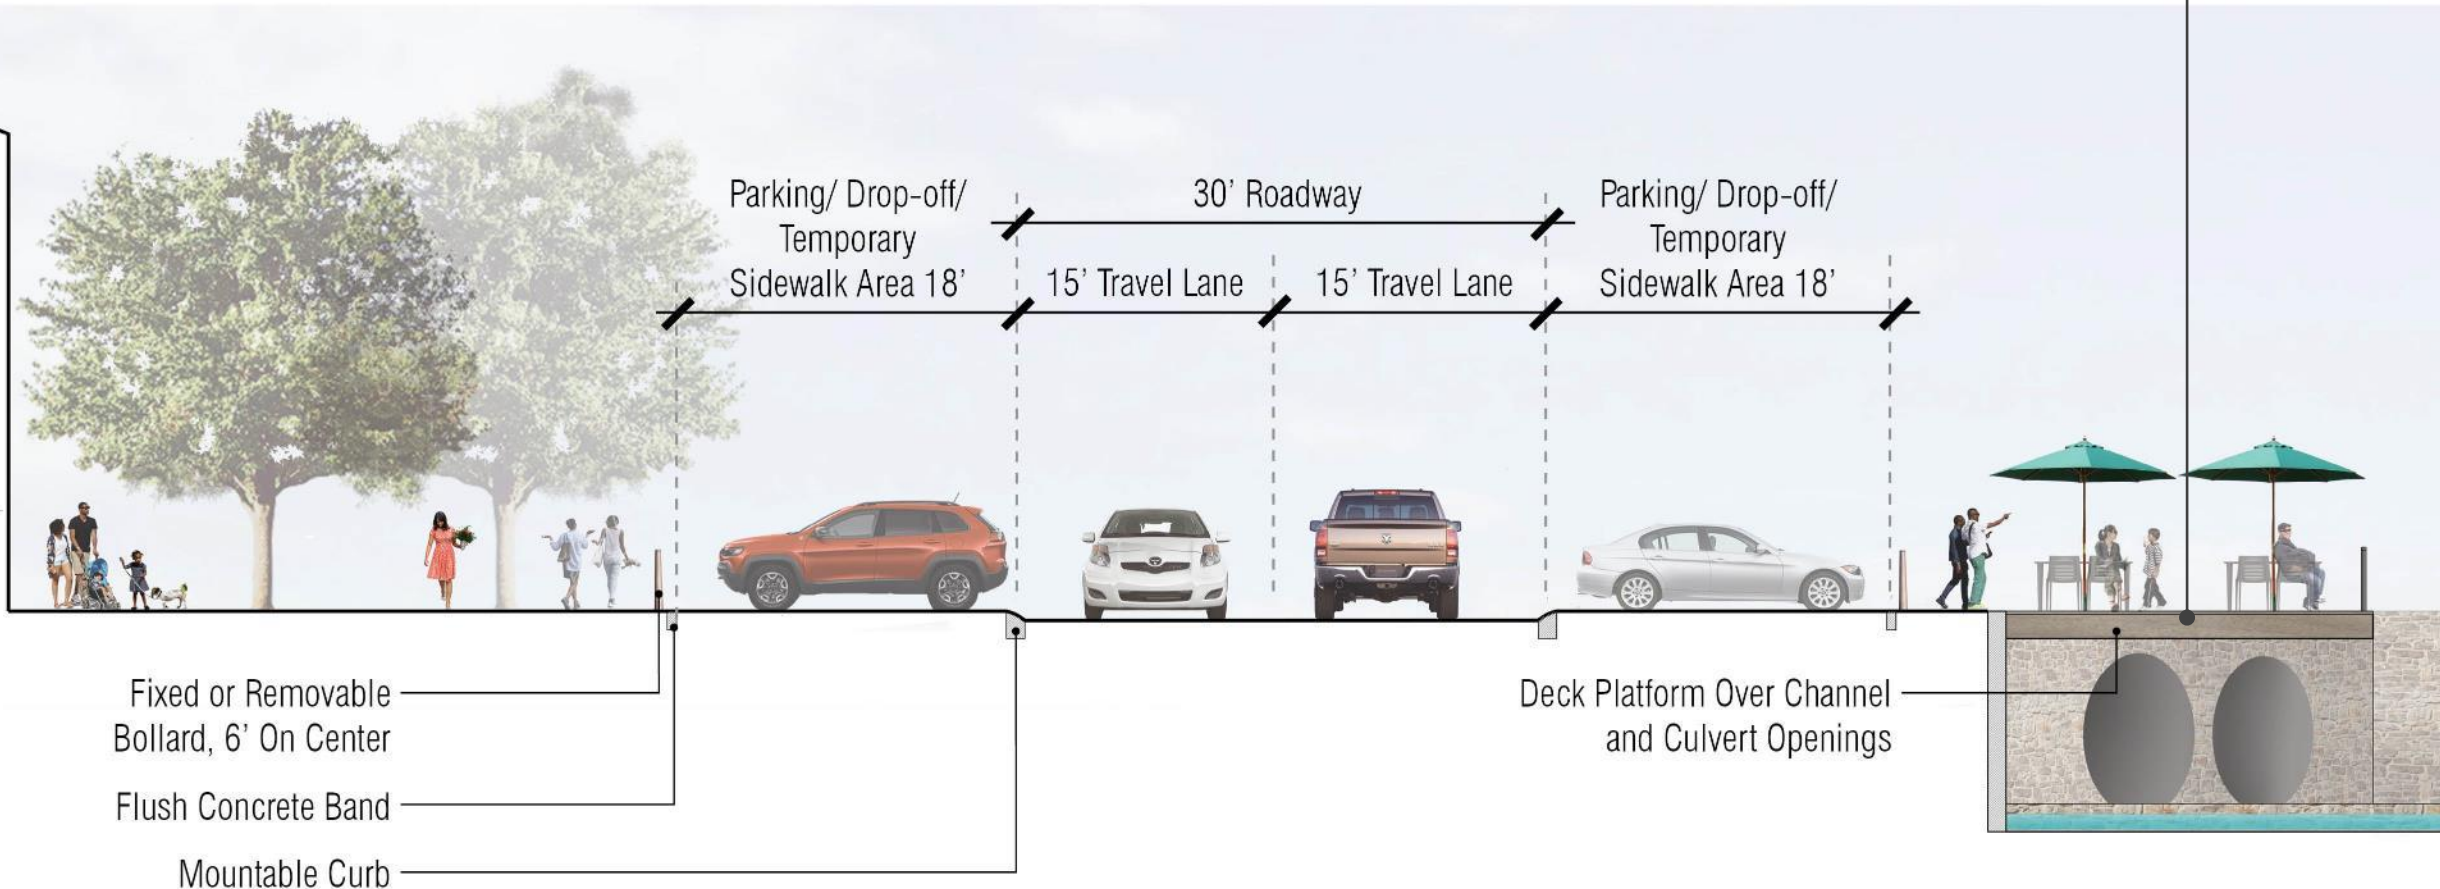 Parking/ Drop-off/
Temporary
Sidewalk Area 18’
30’ Roadway
15’ Travel Lane
15’ Travel Lane
Parking/ Drop-off/
Temporary
Sidewalk Area 18’
Fixed or Removable
Bollard, 6’ On Center
Flush Concrete Band
Mountable Curb
Deck Platform Over Channel
and Culvert Openings